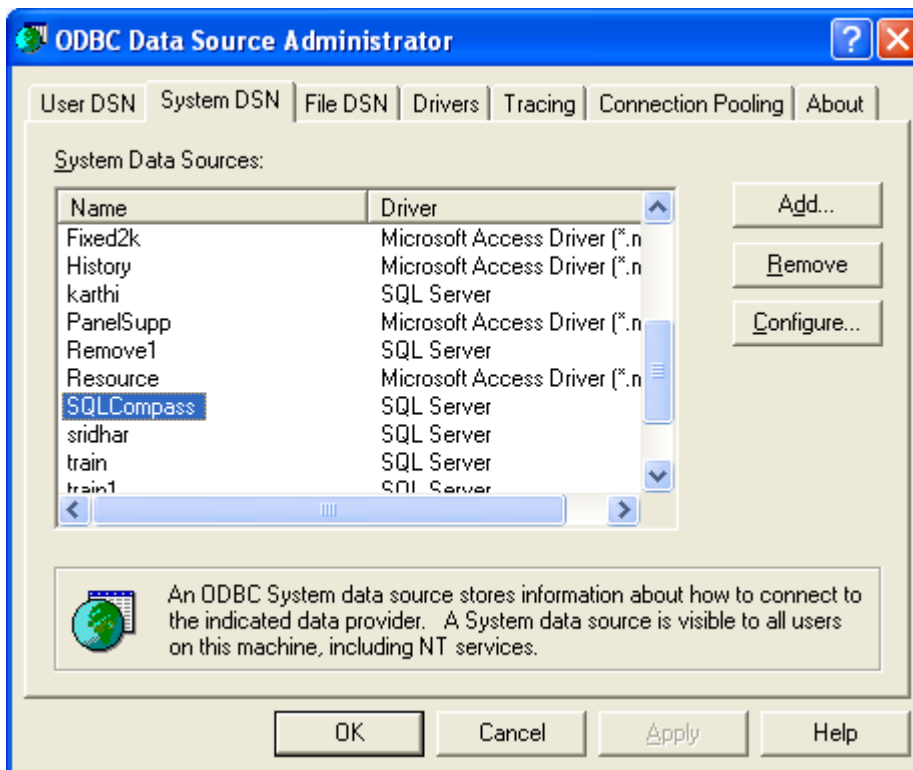 ODBC Data Source Administrator
User DSN System DSN File DSN Drivers Tracing Connection Pooling About
System Data Sources:
Name Driver
Fixed2k Microsoft Access Driver (*.m
History Microsoft Access Driver (*.m
karthi SQL Server
PanelSupp Microsoft Access Driver (*.m
Remove1 SQL Server
Resource Microsoft Access Driver (*.m
SQLCompass SQL Server
sridhar SQL Server
train SQL Server
train1 SQL Server
Add...
Remove
Configure...
An ODBC System data source stores information about how to connect to
the indicated data provider. A System data source is visible to all users
on this machine, including NT services.
OK Cancel Apply Help